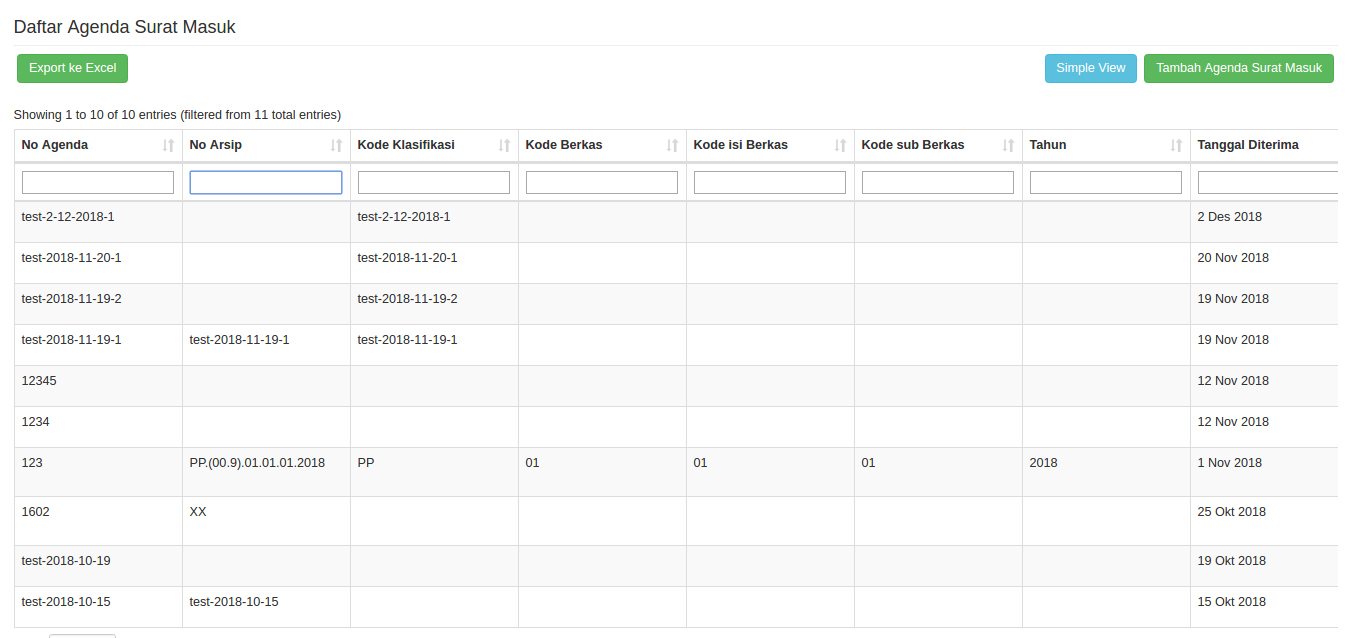 Daftar Agenda Surat Masuk
Export ke Excel Simple View Tambah Agenda Surat Masuk
Showing 1 to 10 of 10 entries (filtered from 11 total entries)
No Agenda No Arsip Kode Klasifikasi Kode Berkas Kode isi Berkas Kode sub Berkas Tahun Tanggal Diterima
test-2-12-2018-1 test-2-12-2018-1 2 Des 2018
test-2018-11-20-1 test-2018-11-20-1 20 Nov 2018
test-2018-11-19-2 test-2018-11-19-2 19 Nov 2018
test-2018-11-19-1 test-2018-11-19-1 test-2018-11-19-1 19 Nov 2018
12345 12 Nov 2018
1234 12 Nov 2018
123 PP.(00.9).01.01.01.2018 PP 01 01 01 2018 1 Nov 2018
1602 XX 25 Okt 2018
test-2018-10-19 19 Okt 2018
test-2018-10-15 test-2018-10-15 15 Okt 2018